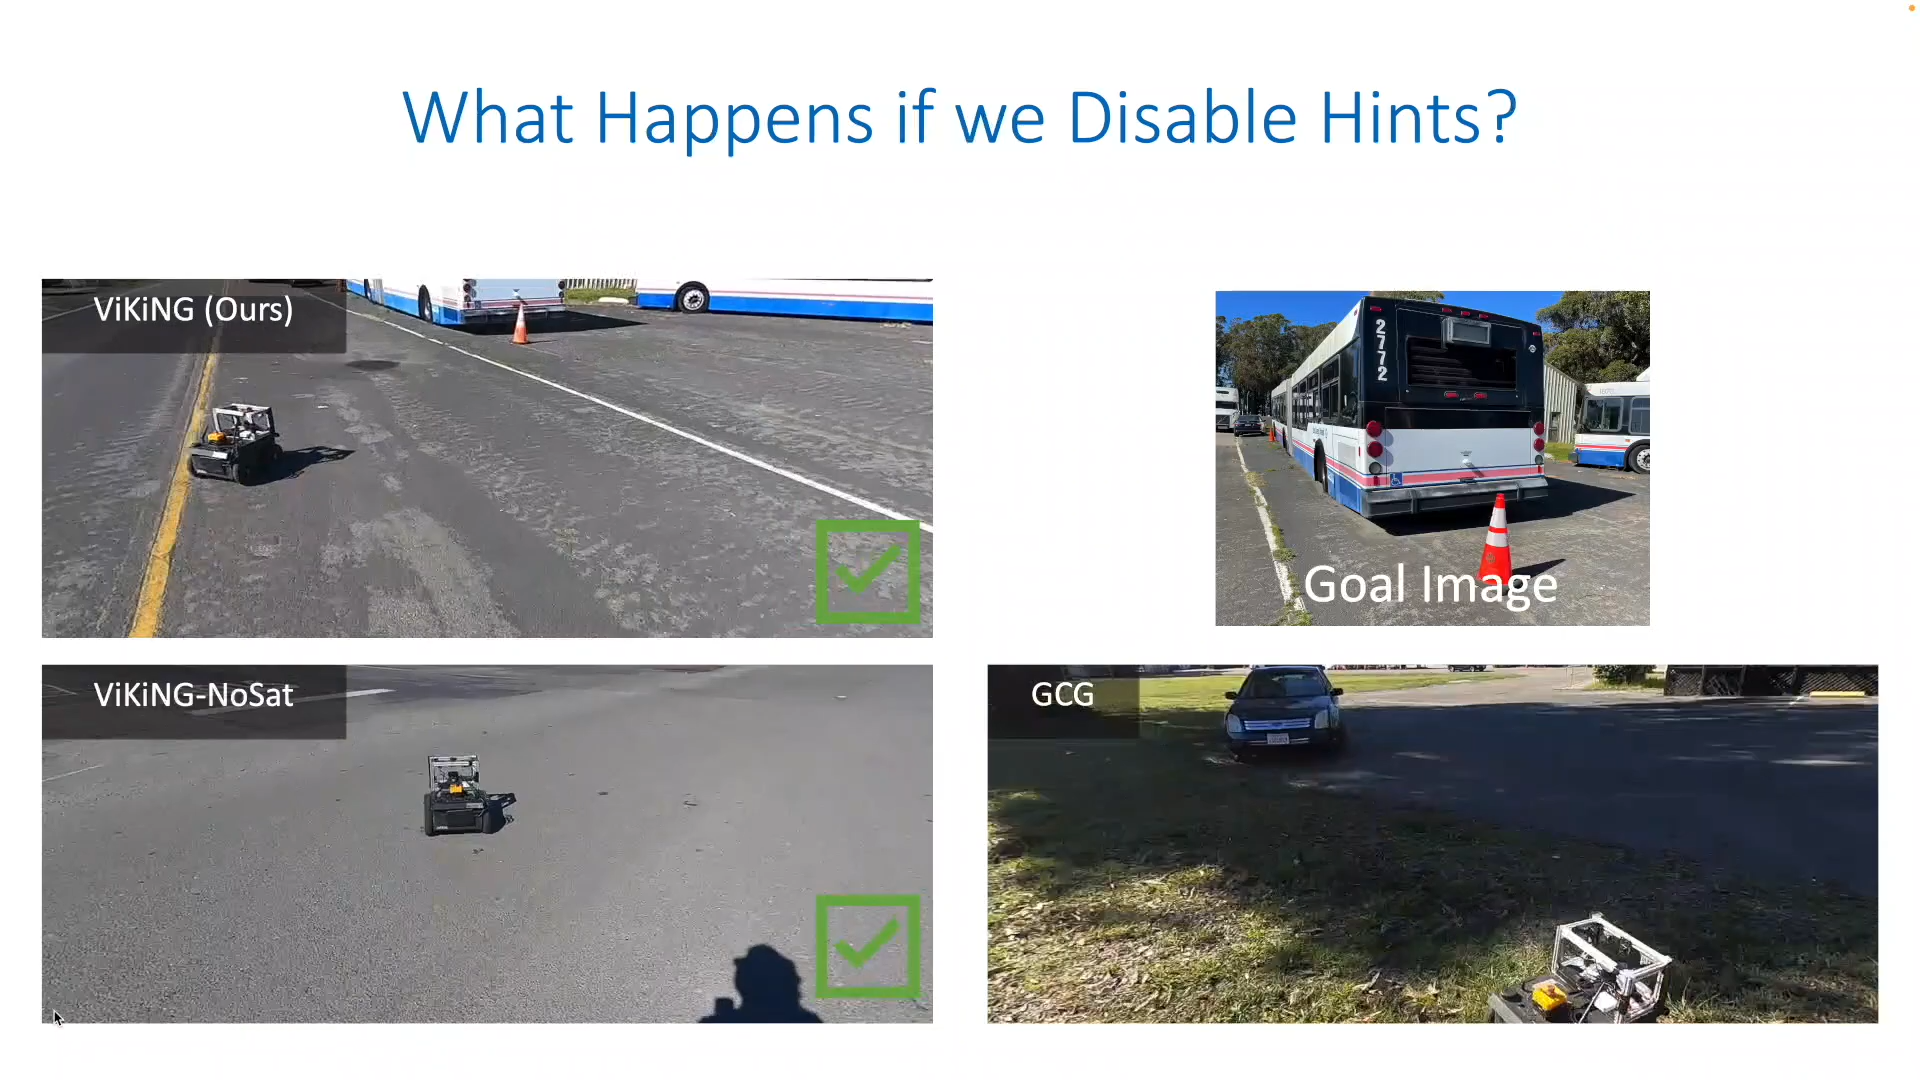 What Happens if we Disable Hints?
ViKiNG (Ours)
2772
Goal Image
ViKiNG-NoSat
GCG